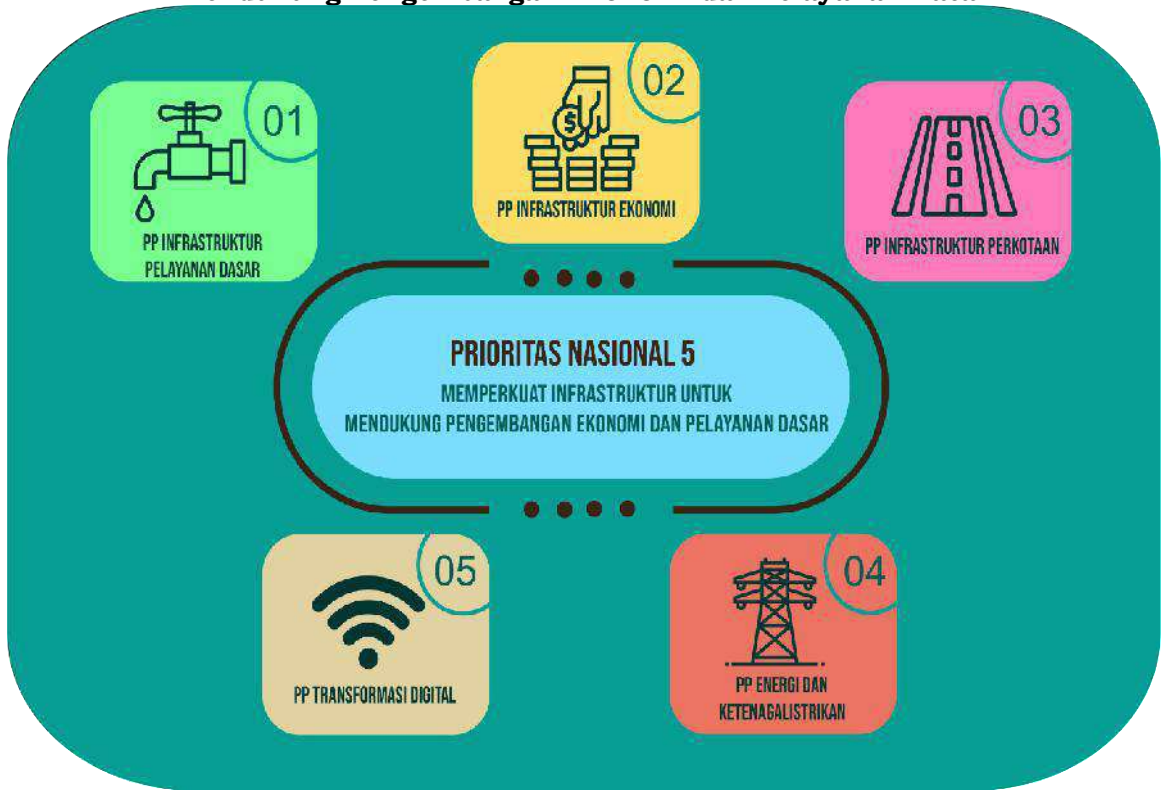 01
PP INFRASTRUKTUR
PELAYANAN DASAR
02
PP INFRASTRUKTUR EKONOMI
03
PP INFRASTRUKTUR PERKOTAAN
PRIORITAS NASIONAL 5
MEMPERKUAT INFRASTRUKTUR UNTUK
MENDUKUNG PENGEMBANGAN EKONOMI DAN PELAYANAN DASAR
05
PP TRANSFORMASI DIGITAL
04
PP ENERGI DAN
KETENAGALISTRIKAN